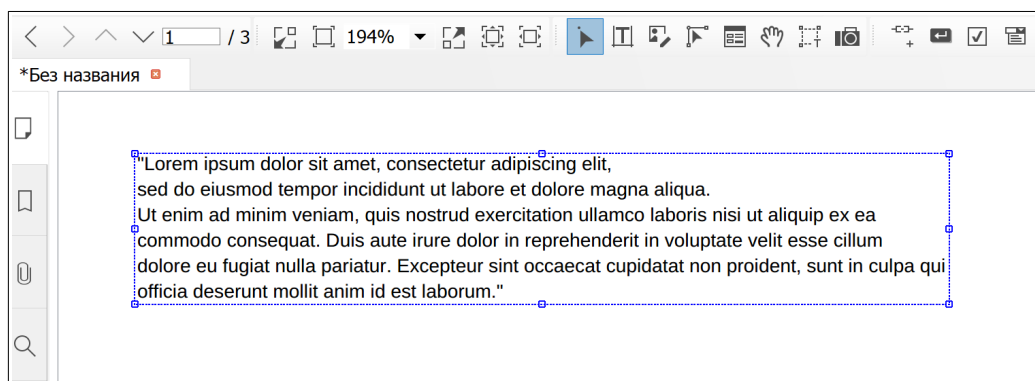 1 / 3 194%
*Без названия
"Lorem ipsum dolor sit amet, consectetur adipiscing elit,
sed do eiusmod tempor incididunt ut labore et dolore magna aliqua.
Ut enim ad minim veniam, quis nostrud exercitation ullamco laboris nisi ut aliquip ex ea
commodo consequat. Duis aute irure dolor in reprehenderit in voluptate velit esse cillum
dolore eu fugiat nulla pariatur. Excepteur sint occaecat cupidatat non proident, sunt in culpa qui
officia deserunt mollit anim id est laborum."